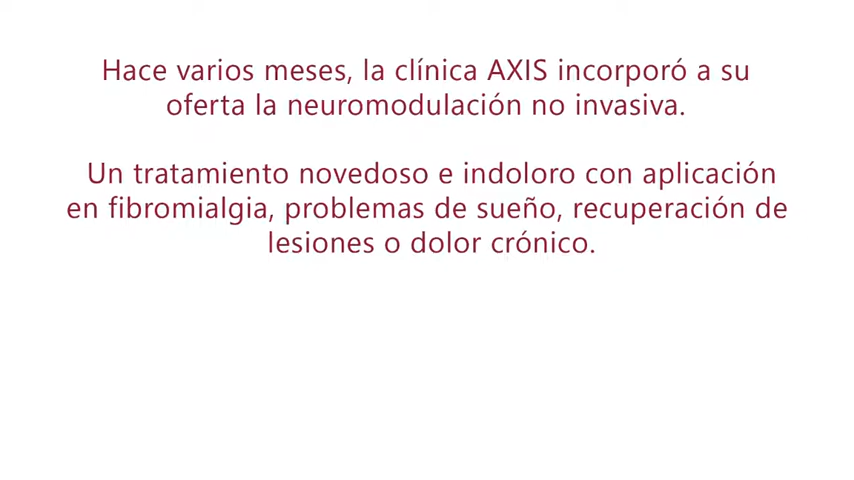 Hace varios meses, la clínica AXIS incorporó a su
oferta la neuromodulación no invasiva.
Un tratamiento novedoso e indoloro con aplicación
en fibromialgia, problemas de sueño, recuperación de
lesiones o dolor crónico.